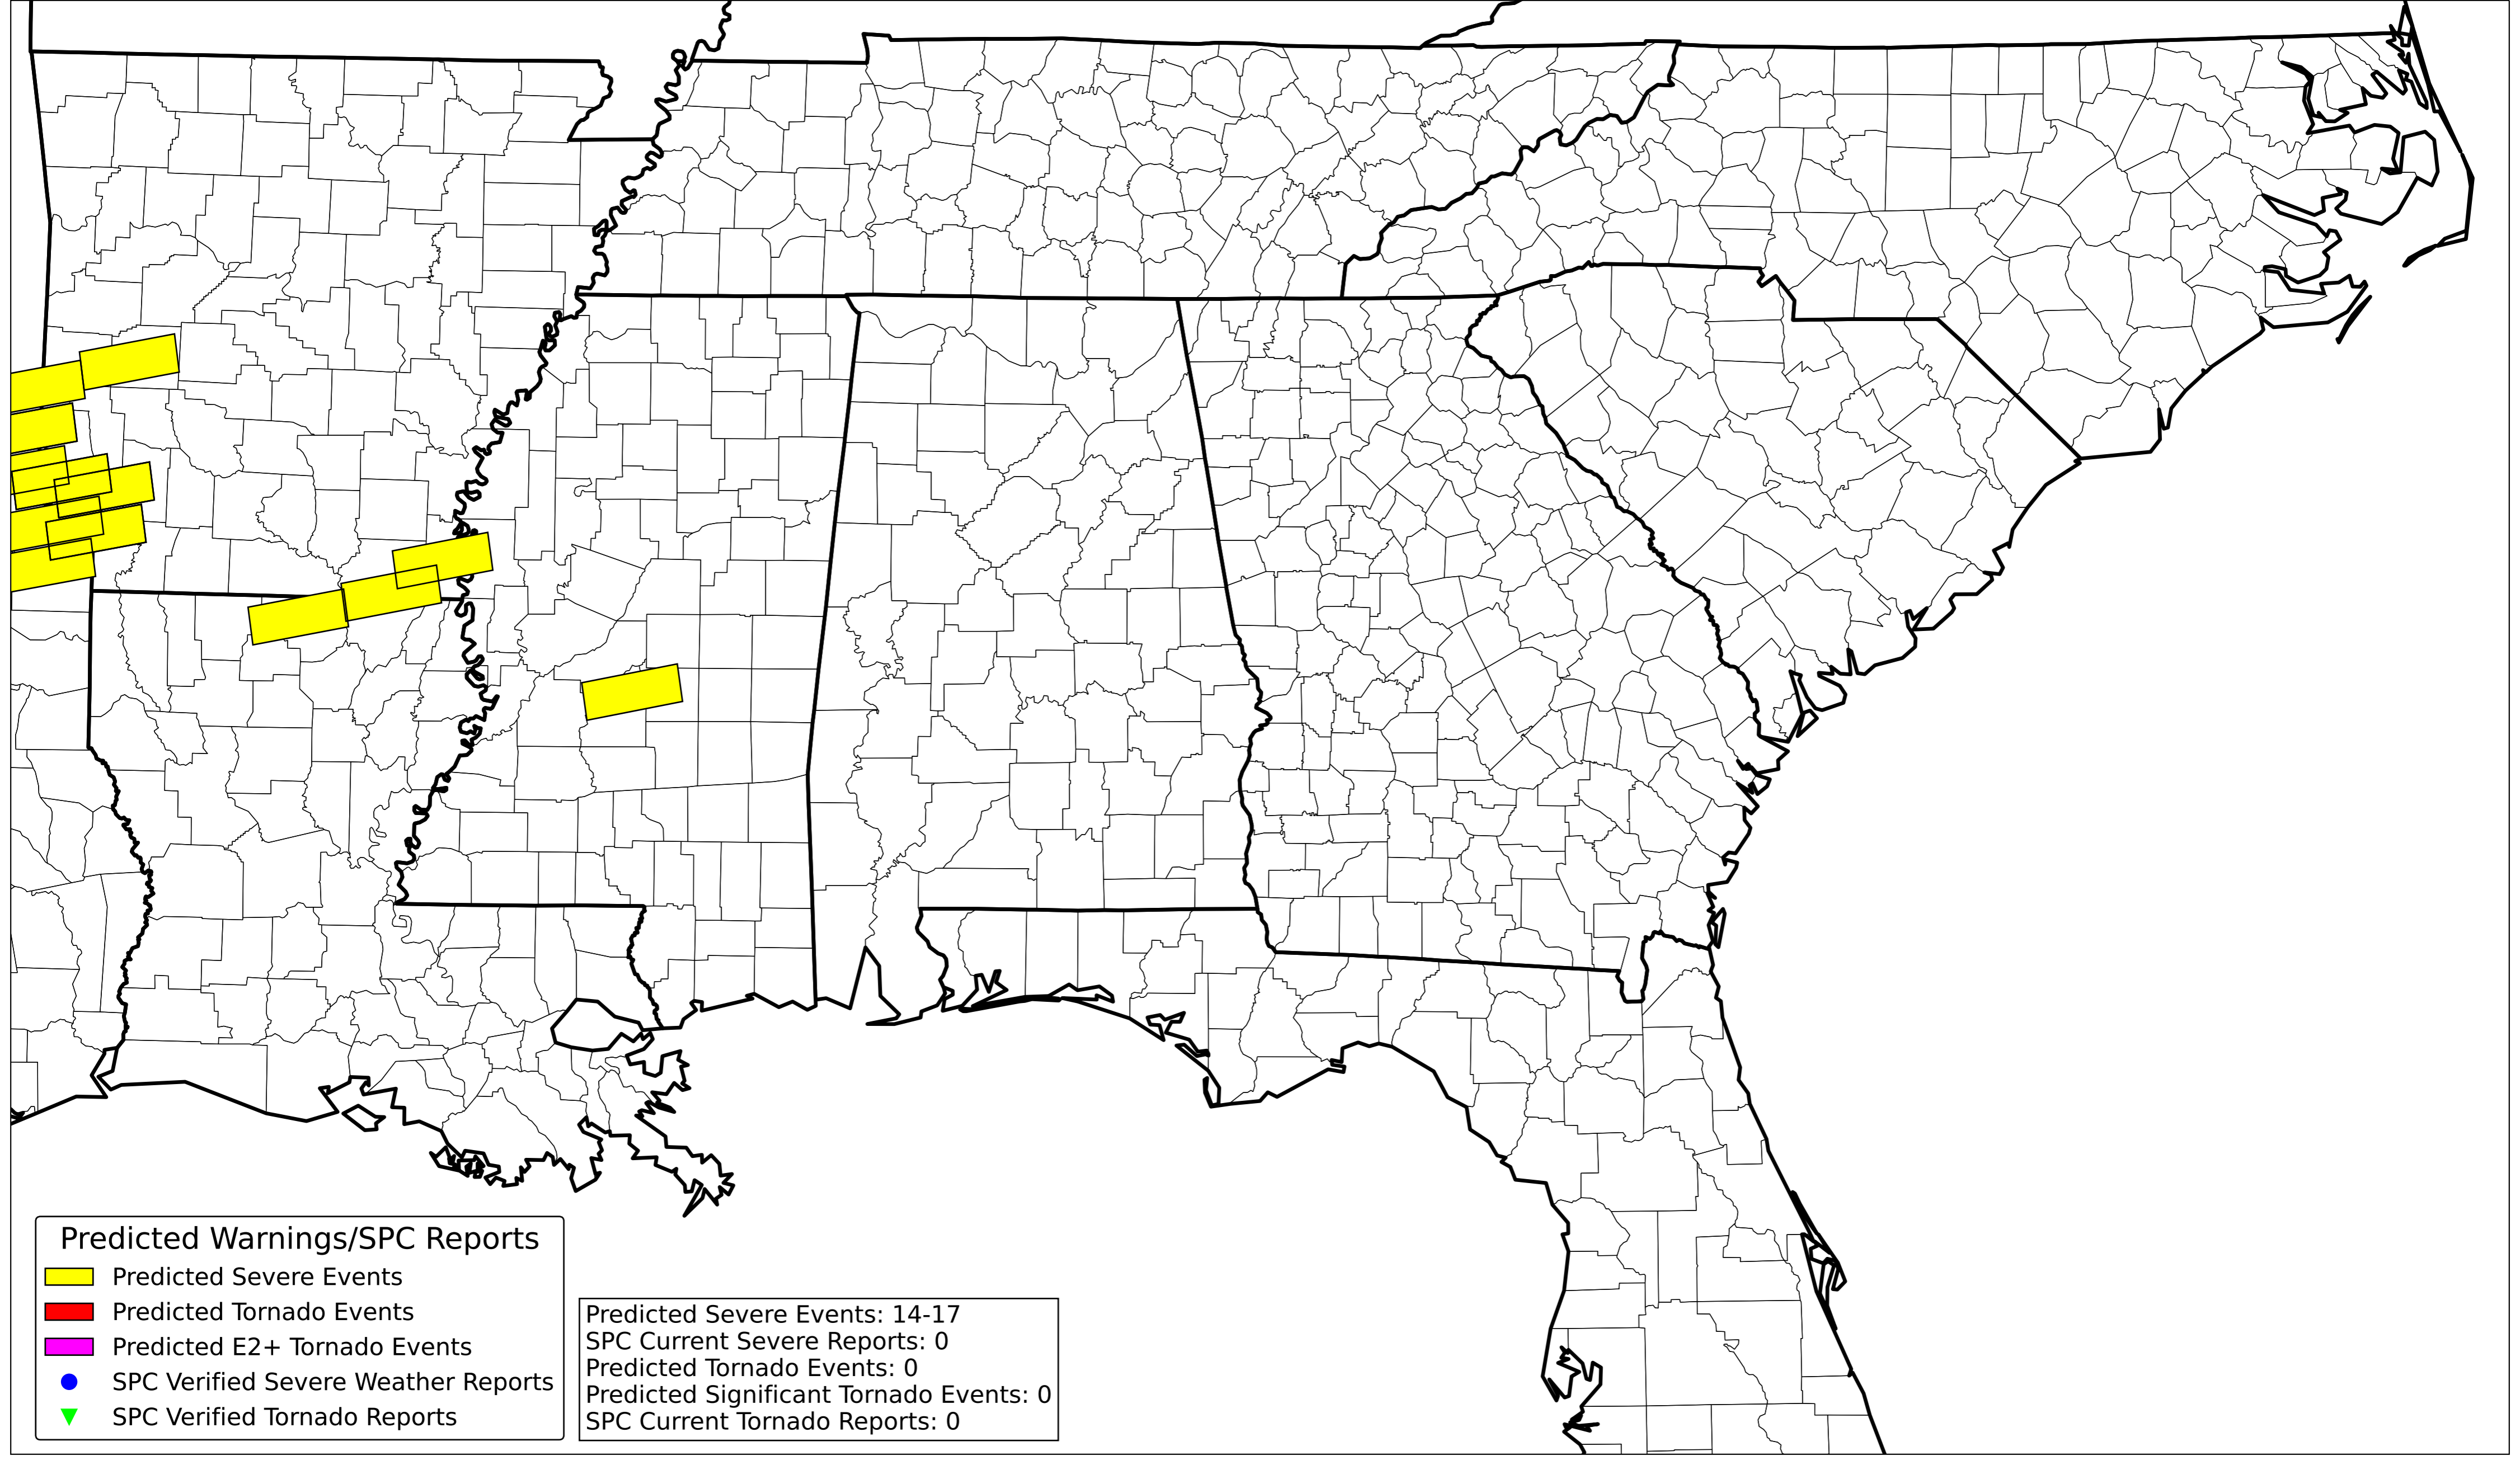 Predicted Warnings/SPC Reports
Predicted Severe Events
Predicted Tornado Events
Predicted E2+ Tornado Events
SPC Verified Severe Weather Reports
SPC Verified Tornado Reports
Predicted Severe Events: 14-17
SPC Current Severe Reports: 0
Predicted Tornado Events: 0
Predicted Significant Tornado Events: 0
SPC Current Tornado Reports: 0